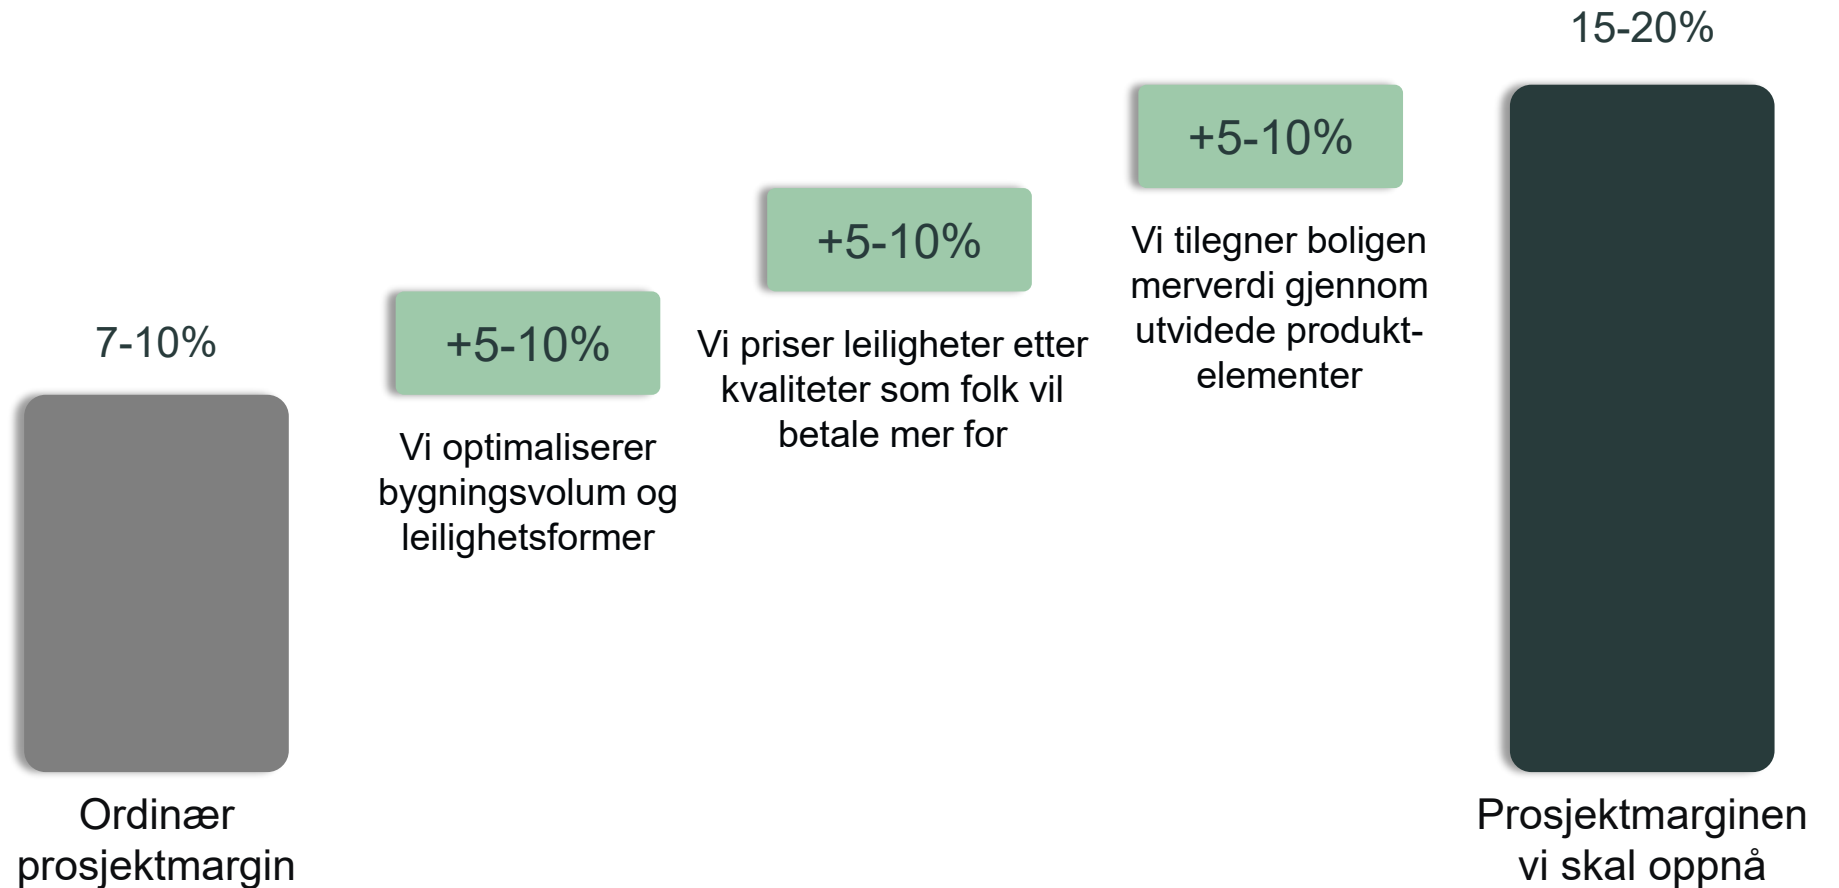 7-10%
Ordinær
prosjektmargin
+5-10%
Vi optimaliserer
bygningsvolum og
leilighetsformer
+5-10%
Vi priser leiligheter etter
kvaliteter som folk vil
betale mer for
+5-10%
Vi tilegner boligen
merverdi gjennom
utvidede produkt-
elementer
15-20%
Prosjektmarginen
vi skal oppnå